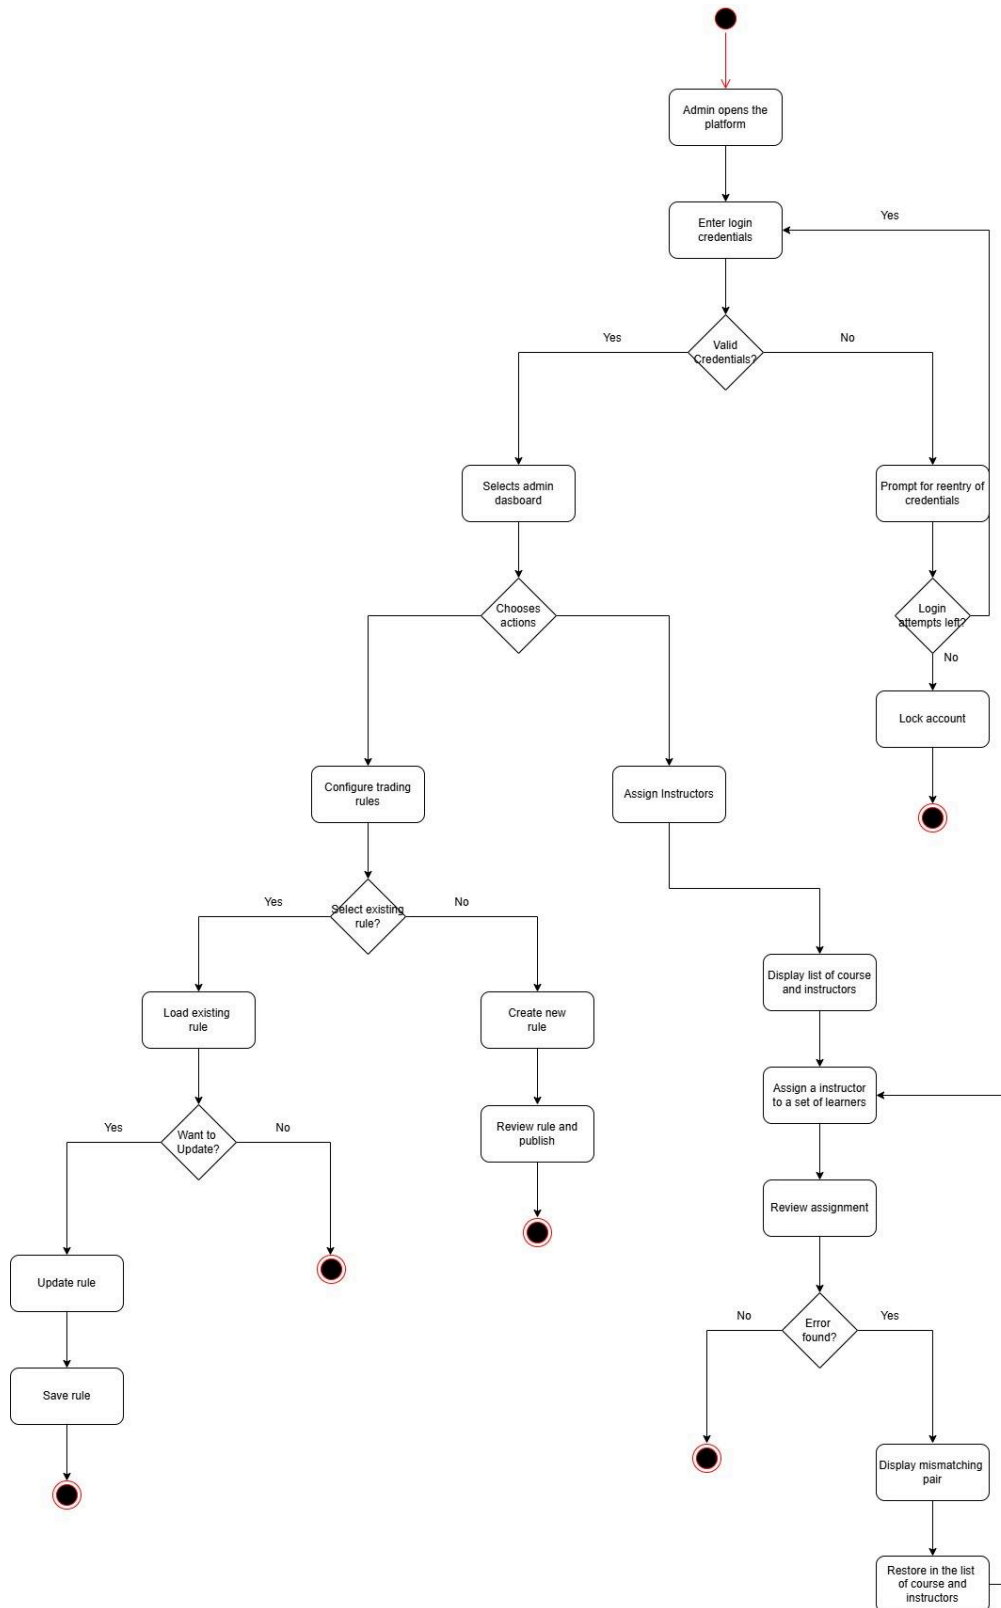 Admin opens the
platform
Enter login
credentials
Yes
Valid
Credentials?
Yes
No
Selects admin
dasboard
Prompt for reentry of
credentials
Chooses
actions
Login
attempts left?
No
Lock account
Configure trading
rules
Assign Instructors
Select existing
rule?
Yes
No
Display list of course
and instructors
Load existing
rule
Create new
rule
Assign a instructor
to a set of learners
Want to
Update?
Yes
No
Review rule and
publish
Review assignment
Update rule
Error
found?
No
Yes
Save rule
Display mismatching
pair
Restore in the list
of course and
instructors